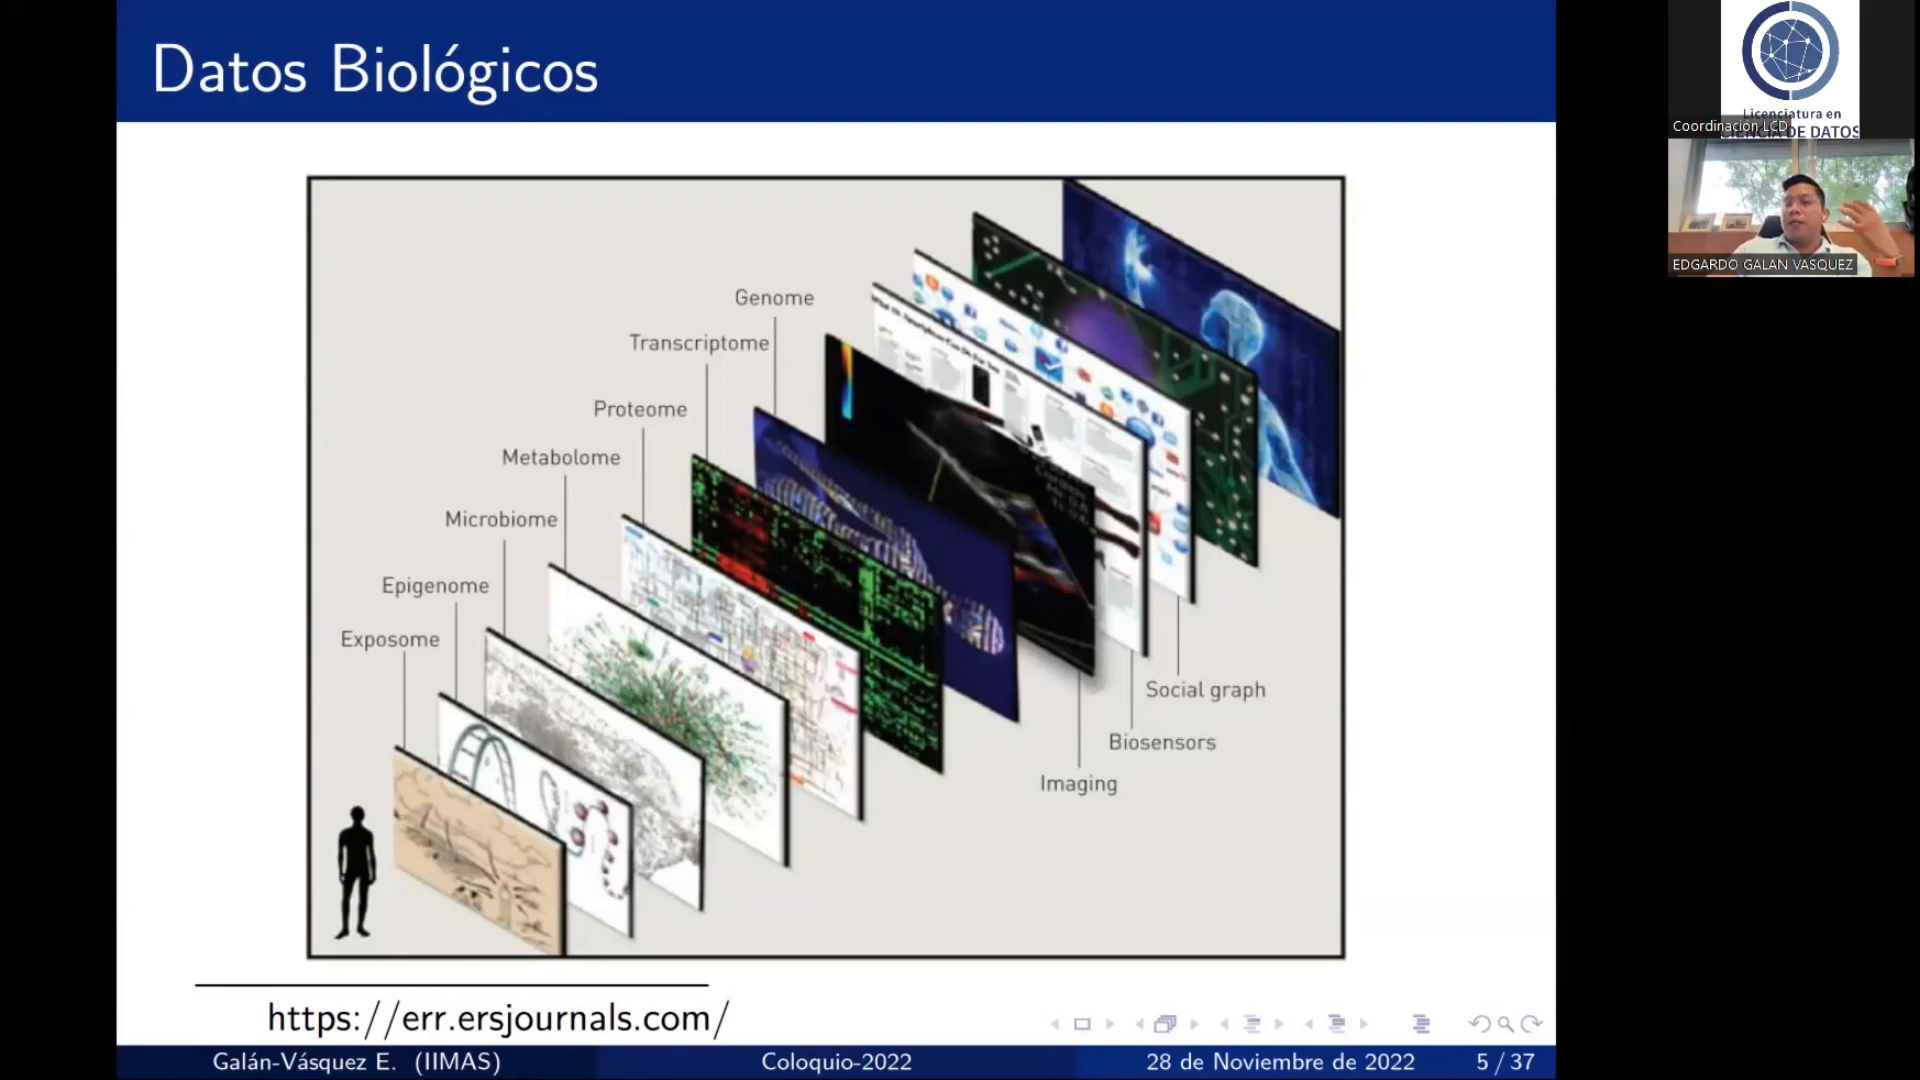 Datos Biológicos
Genome
Transcriptome
Proteome
Metabolome
Microbiome
Epigenome
Exposome
Social graph
Biosensors
Imaging
https://err.ersjournals.com/
Galán-Vásquez E. (IIMAS)
Coloquio-2022
28 de Noviembre de 2022
5 / 37
Licenciatura en
CIENCIA DE DATOS
Coordinación LCD
EDGARDO GALAN VASQUEZ